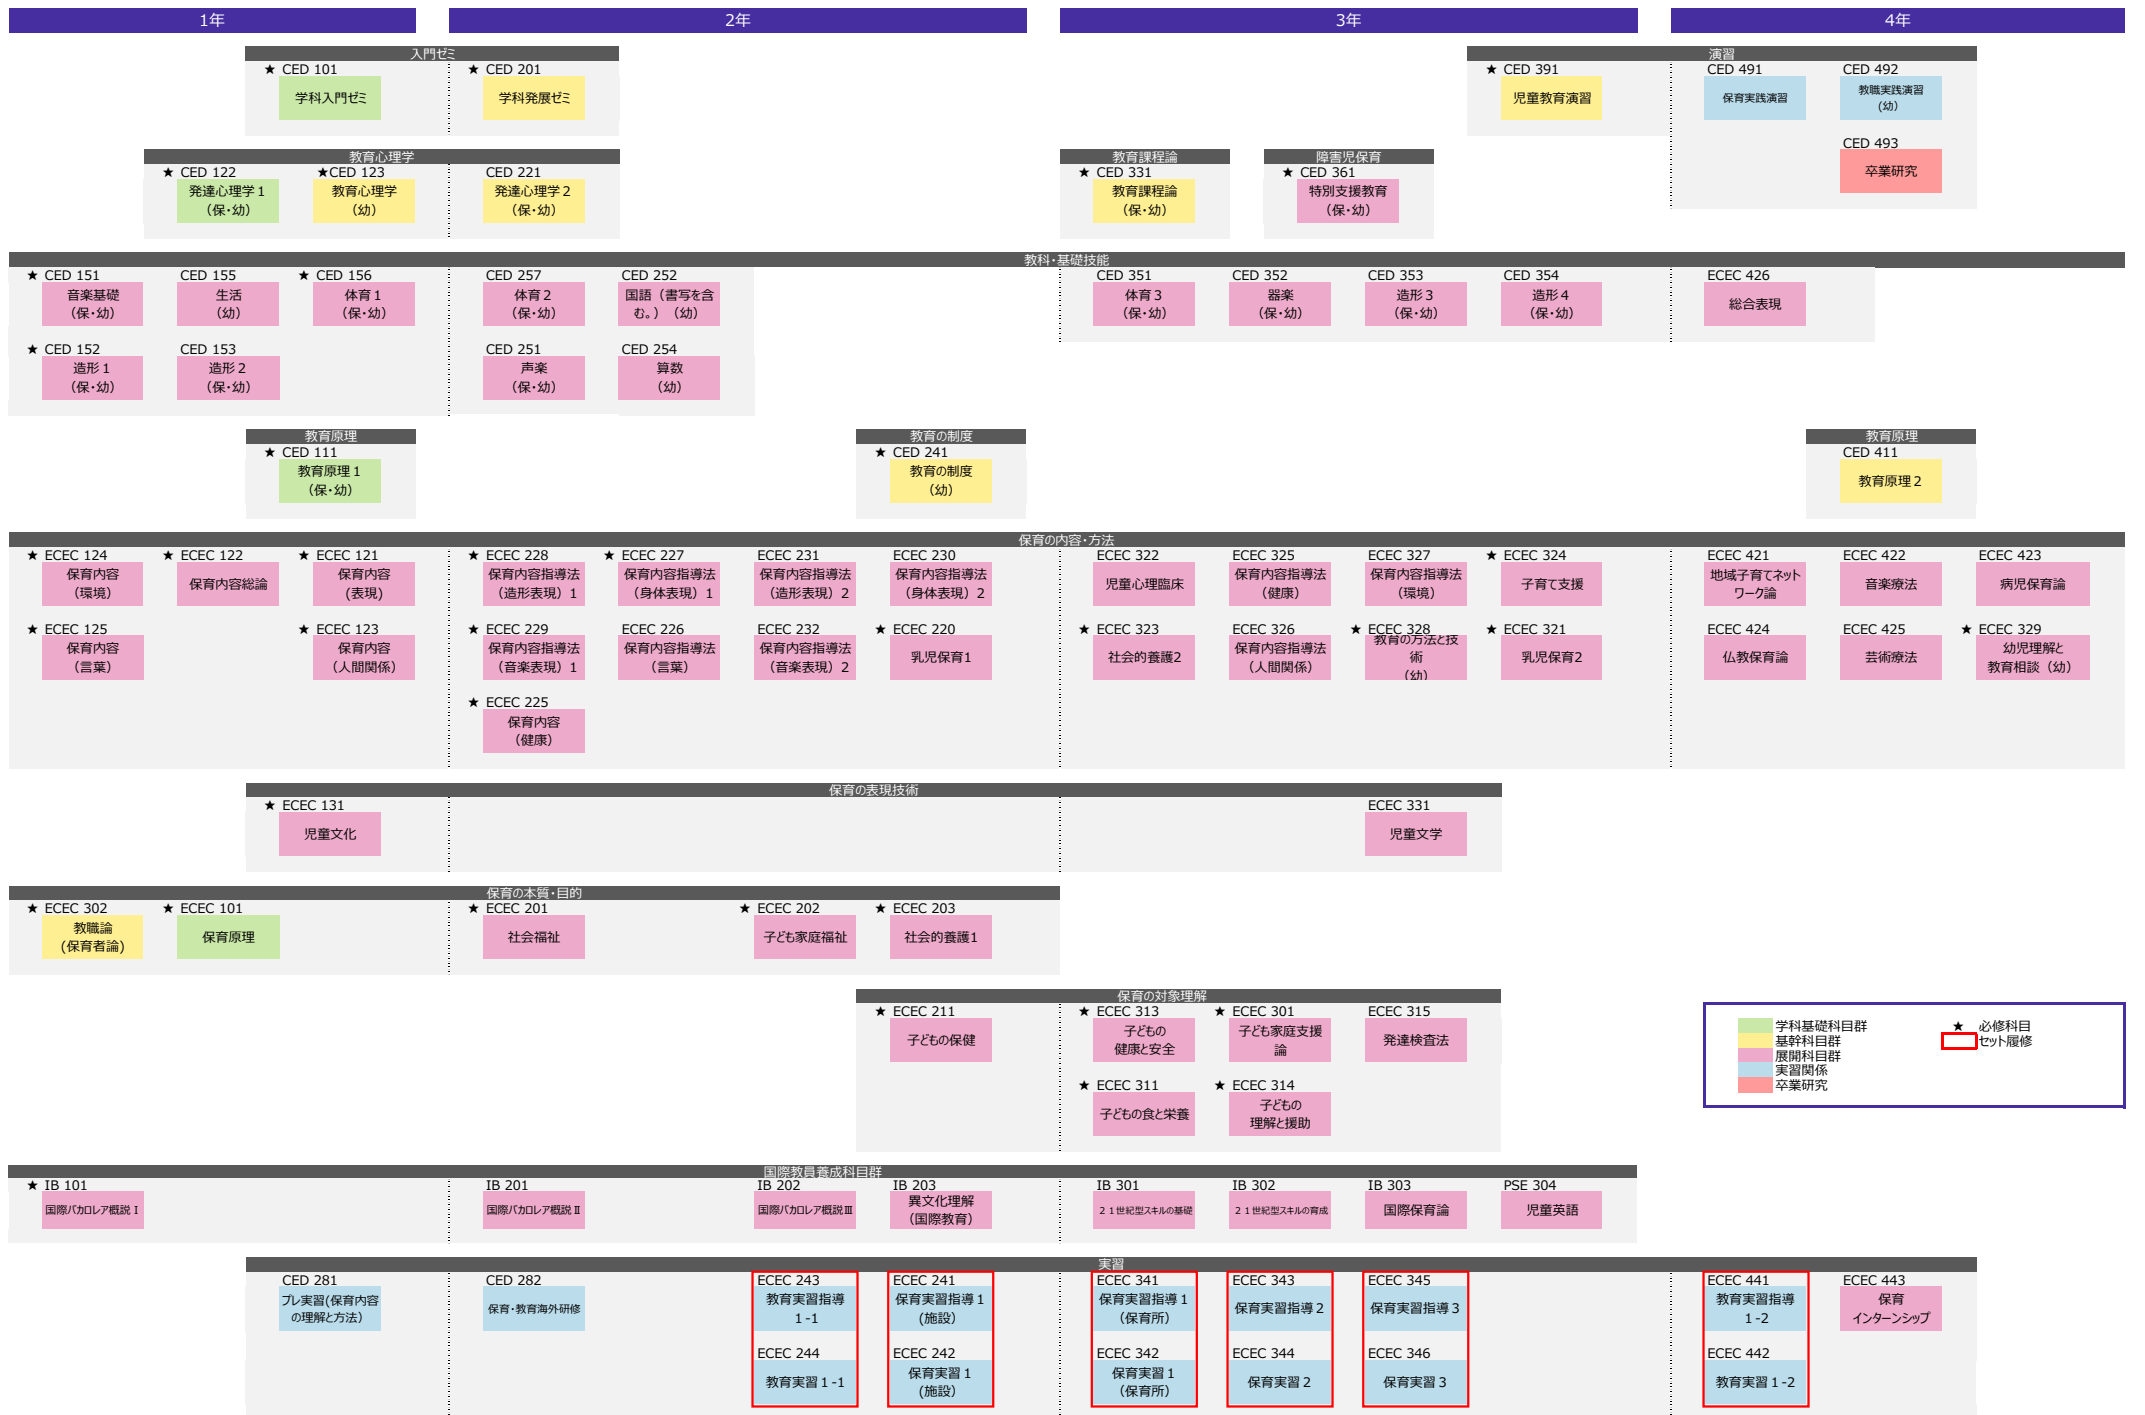 1年 2年 3年 4年
入門ゼミ 演習
★ CED 101 ★ CED 201 ★ CED 391 CED 491 CED 492
学科入門ゼミ 学科発展ゼミ 児童教育演習 保育実践演習 教職実践演習
(幼)
教育心理学 教育課程論 障害児保育 CED 493
★ CED 122 ★CED 123 CED 221 ★ CED 331 ★ CED 361 卒業研究
発達心理学1 教育心理学 発達心理学2 教育課程論 特別支援教育
(保・幼) (幼) (保・幼) (保・幼) (保・幼)
教科・基礎技能
★ CED 151 CED 155 ★ CED 156 CED 257 CED 252 CED 351 CED 352 CED 353 CED 354 ECEC 426
音楽基礎 生活 体育1 体育2 国語(書写を含 体育3 器楽 造形3 造形4 総合表現
(保・幼) (幼) (保・幼) (保・幼) む。)(幼) (保・幼) (保・幼) (保・幼) (保・幼)
★ CED 152 CED 153 CED 251 CED 254
造形1 造形2 声楽 算数
(保・幼) (保・幼) (保・幼) (幼)
教育原理 教育の制度 教育原理
★ CED 111 ★ CED 241 CED 411
教育原理1 教育の制度 教育原理2
(保・幼) (幼)
保育の内容・方法
★ ECEC 124 ★ ECEC 122 ★ ECEC 121 ★ ECEC 228 ★ ECEC 227 ECEC 231 ECEC 230 ECEC 322 ECEC 325 ECEC 327 ★ ECEC 324 ECEC 421 ECEC 422 ECEC 423
保育内容 保育内容総論 保育内容 保育内容指導法 保育内容指導法 保育内容指導法 保育内容指導法 児童心理臨床 保育内容指導法 保育内容指導法 子育て支援 地域子育てネット 音楽療法 病児保育論
(環境) (表現) (造形表現)1 (身体表現)1 (造形表現)2 (身体表現)2 (健康) (環境) ワーク論
★ ECEC 125 ★ ECEC 123 ★ ECEC 229 ECEC 226 ECEC 232 ★ ECEC 220 ★ ECEC 323 ECEC 326 ★ ECEC 328 ★ ECEC 321 ECEC 424 ECEC 425 ★ ECEC 329
保育内容 保育内容 保育内容指導法 保育内容指導法 保育内容指導法 乳児保育1 社会的養護2 保育内容指導法 教育の方法と技 乳児保育2 仏教保育論 芸術療法 幼児理解と
(言葉) (人間関係) (音楽表現)1 (言葉) (音楽表現)2 (人間関係) 術 教育相談(幼)
(幼)
★ ECEC 225
保育内容
(健康)
保育の表現技術
★ ECEC 131 ECEC 331
児童文化 児童文学
保育の本質・目的
★ ECEC 302 ★ ECEC 101 ★ ECEC 201 ★ ECEC 202 ★ ECEC 203
教職論 保育原理 社会福祉 子ども家庭福祉 社会的養護1
(保育者論)
保育の対象理解
★ ECEC 211 ★ ECEC 313 ★ ECEC 301 ECEC 315
子どもの保健 子どもの 子ども家庭支援 発達検査法
健康と安全 論
★ ECEC 311 ★ ECEC 314
子どもの食と栄養 子どもの
理解と援助
学科基礎科目群 ★ 必修科目
基幹科目群 セット履修
展開科目群
実習関係
卒業研究
国際教員養成科目群
★ IB 101 IB 201 IB 202 IB 203 IB 301 IB 302 IB 303 PSE 304
国際バカロレア概説Ⅰ 国際バカロレア概説Ⅱ 国際バカロレア概説Ⅲ 異文化理解 21世紀型スキルの基礎 21世紀型スキルの育成 国際保育論 児童英語
(国際教育)
実習
CED 281 CED 282 ECEC 243 ECEC 241 ECEC 341 ECEC 343 ECEC 345 ECEC 441 ECEC 443
プレ実習(保育内容 保育・教育海外研修 教育実習指導 保育実習指導1 保育実習指導1 保育実習指導2 保育実習指導3 教育実習指導 保育
の理解と方法) 1-1 (施設) (保育所) 1-2 インターンシップ
ECEC 244 ECEC 242 ECEC 342 ECEC 344 ECEC 346 ECEC 442
教育実習1-1 保育実習1 保育実習1 保育実習2 保育実習3 教育実習1-2
(施設) (保育所)